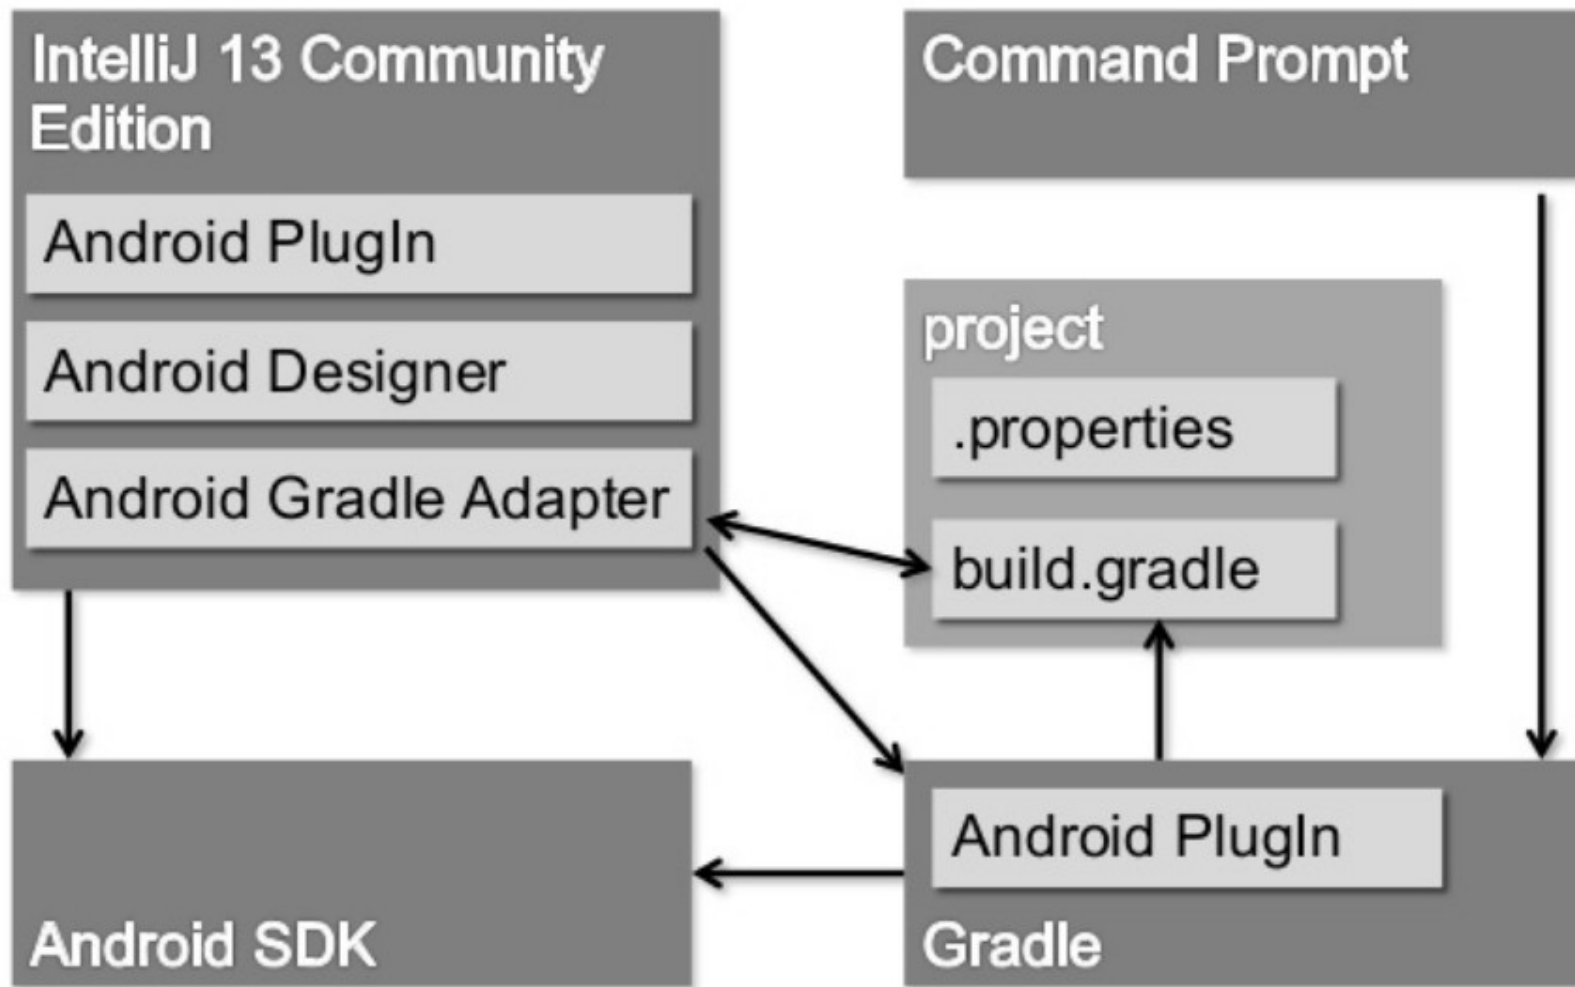 IntelliJ 13 Community
Edition
Android PlugIn
Android Designer
Android Gradle Adapter
Command Prompt
project
.properties
build.gradle
Android SDK
Android PlugIn
Gradle